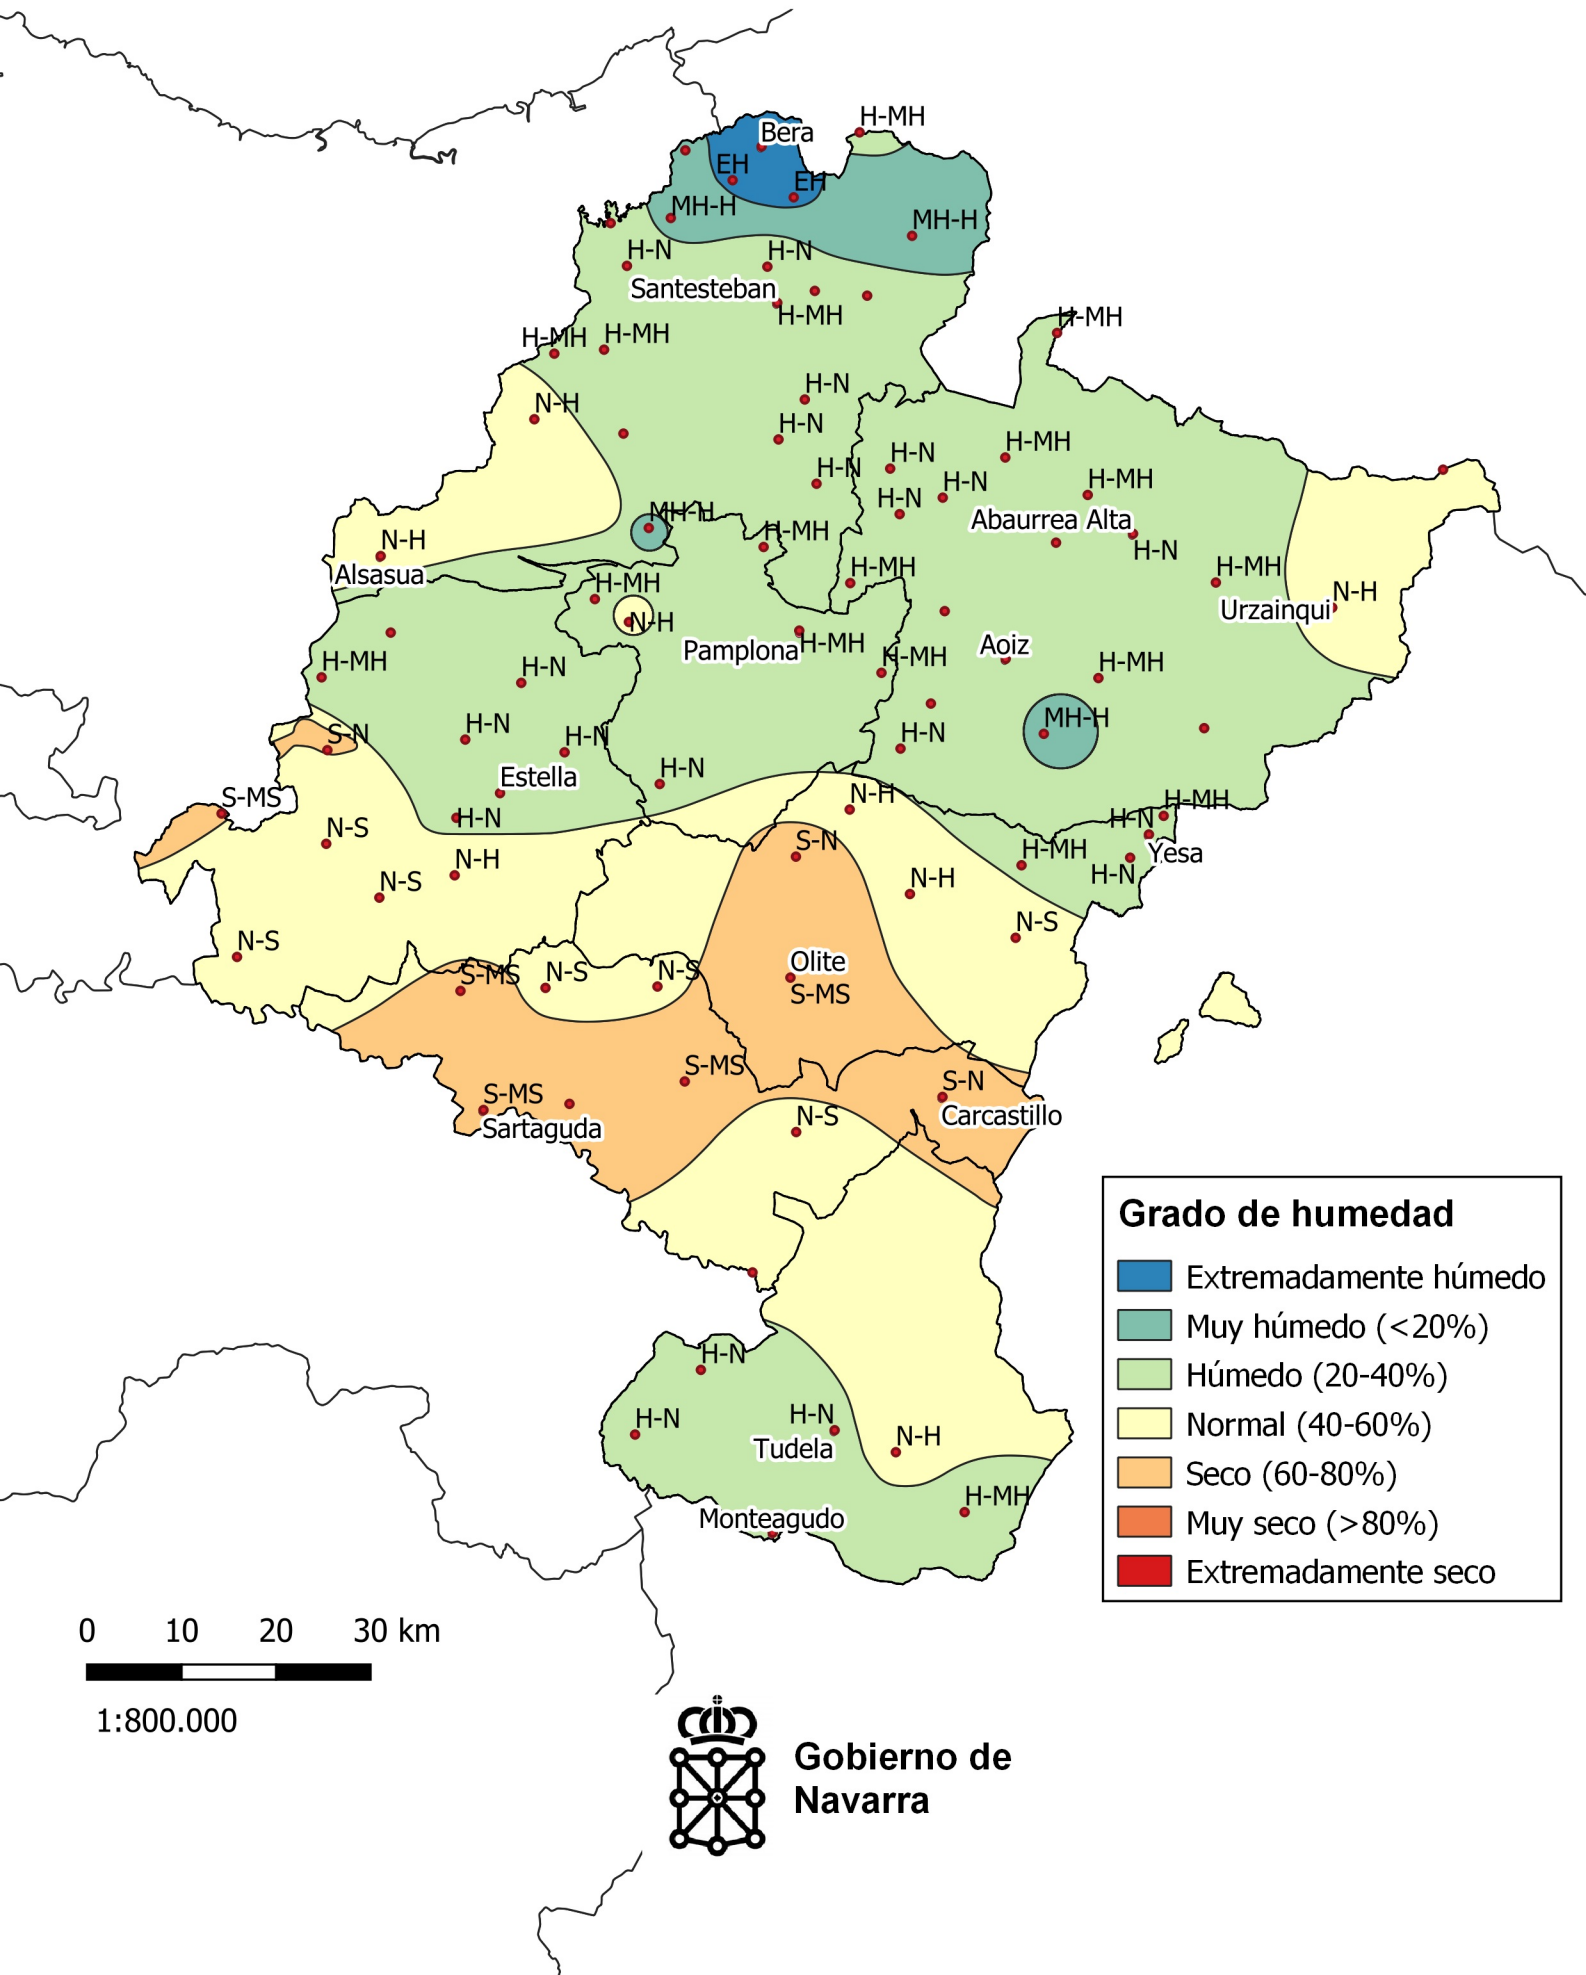 H-MH
Bera
EH
EH
MH-H
MH-H
H-N
H-N
Santesteban
H-MH
H-MH
H-MH
H-MH
N-H
H-N
H-N
H-N
H-N
H-MH
H-N
H-MH
H-N
Abaurrea Alta
MH-H
H-MH
H-N
N-H
Alsasua
H-MH
H-MH
H-MH
N-H
Urzainqui
N-H
Pamplona
H-MH
Aoiz
H-MH
H-MH
H-MH
H-N
MH-H
H-N
H-N
H-N
S-N
H-N
Estella
S-MS
N-H
H-MH
H-N
H-N
N-S
S-N
H-MH
Yesa
N-H
H-N
N-S
N-H
N-S
N-S
Olite
S-MS
N-S
N-S
S-MS
S-MS
S-N
S-MS
Carcastillo
N-S
Sartaguda
Grado de humedad
Extremadamente húmedo
Muy húmedo (<20%)
Húmedo (20-40%)
Normal (40-60%)
Seco (60-80%)
Muy seco (>80%)
Extremadamente seco
H-N
H-N
H-N
Tudela
N-H
H-MH
Monteagudo
0 10 20 30 km
1:800.000
Gobierno de
Navarra